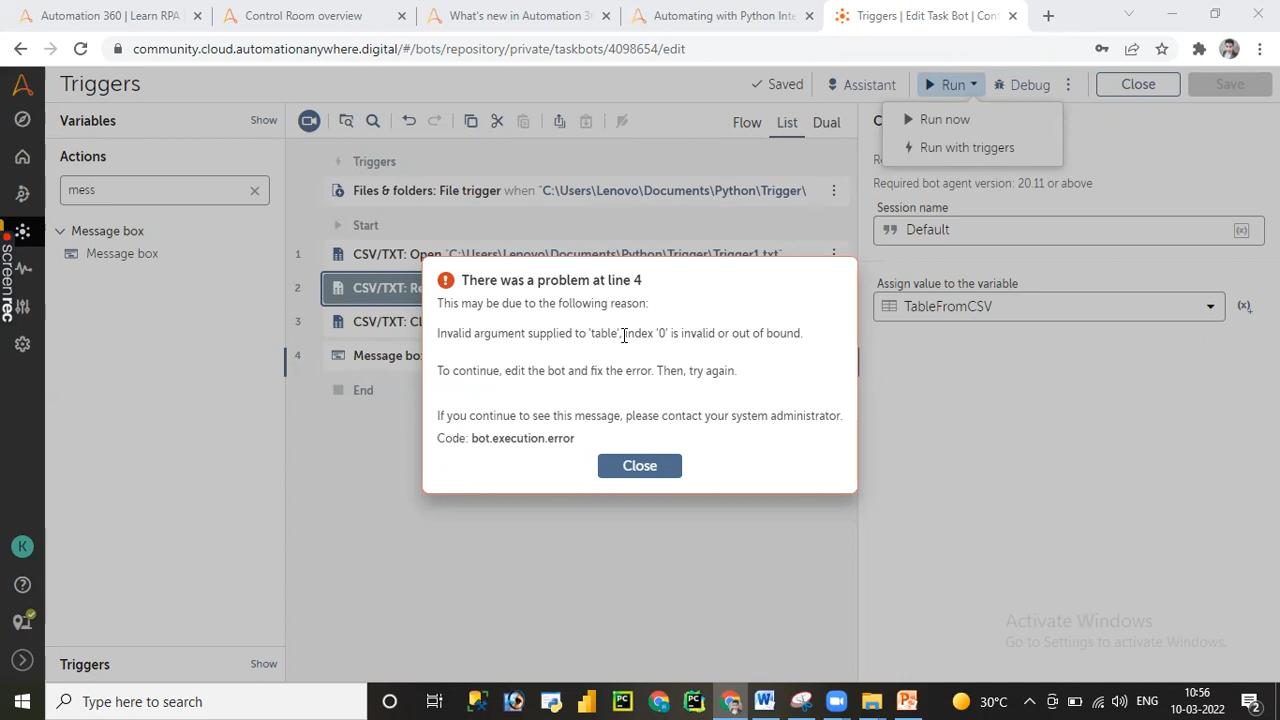 Automation 360 | Learn RPA
Control Room overview
What's new in Automation 36
Automating with Python Inte
Triggers | Edit Task Bot | Con
community.cloud.automationanywhere.digital/#/bots/repository/private/taskbots/4098654/edit
Triggers
Saved
Assistant
Run
Debug
Close
Save
Variables
Show
Flow
List
Dual
Run now
Run with triggers
Actions
mess
Message box
Message box
Triggers
Files & folders: File trigger when "C:\Users\Lenovo\Documents\Python\Trigger\
Start
1 CSV/TXT: Open "C:\Users\Lenovo\Documents\Python\Trigger\Trigger1.txt"
2 CSV/TXT: Re
3 CSV/TXT: Cl
4 Message bo
End
Required bot agent version: 20.11 or above
Session name
Default
Assign value to the variable
TableFromCSV
There was a problem at line 4
This may be due to the following reason:
Invalid argument supplied to 'table', index '0' is invalid or out of bound.
To continue, edit the bot and fix the error. Then, try again.
If you continue to see this message, please contact your system administrator.
Code: bot.execution.error
Close
Screenrec
K
Triggers
Show
Activate Windows
Go to Settings to activate Windows.
Type here to search
30°C
ENG
10:56
10-03-2022
2